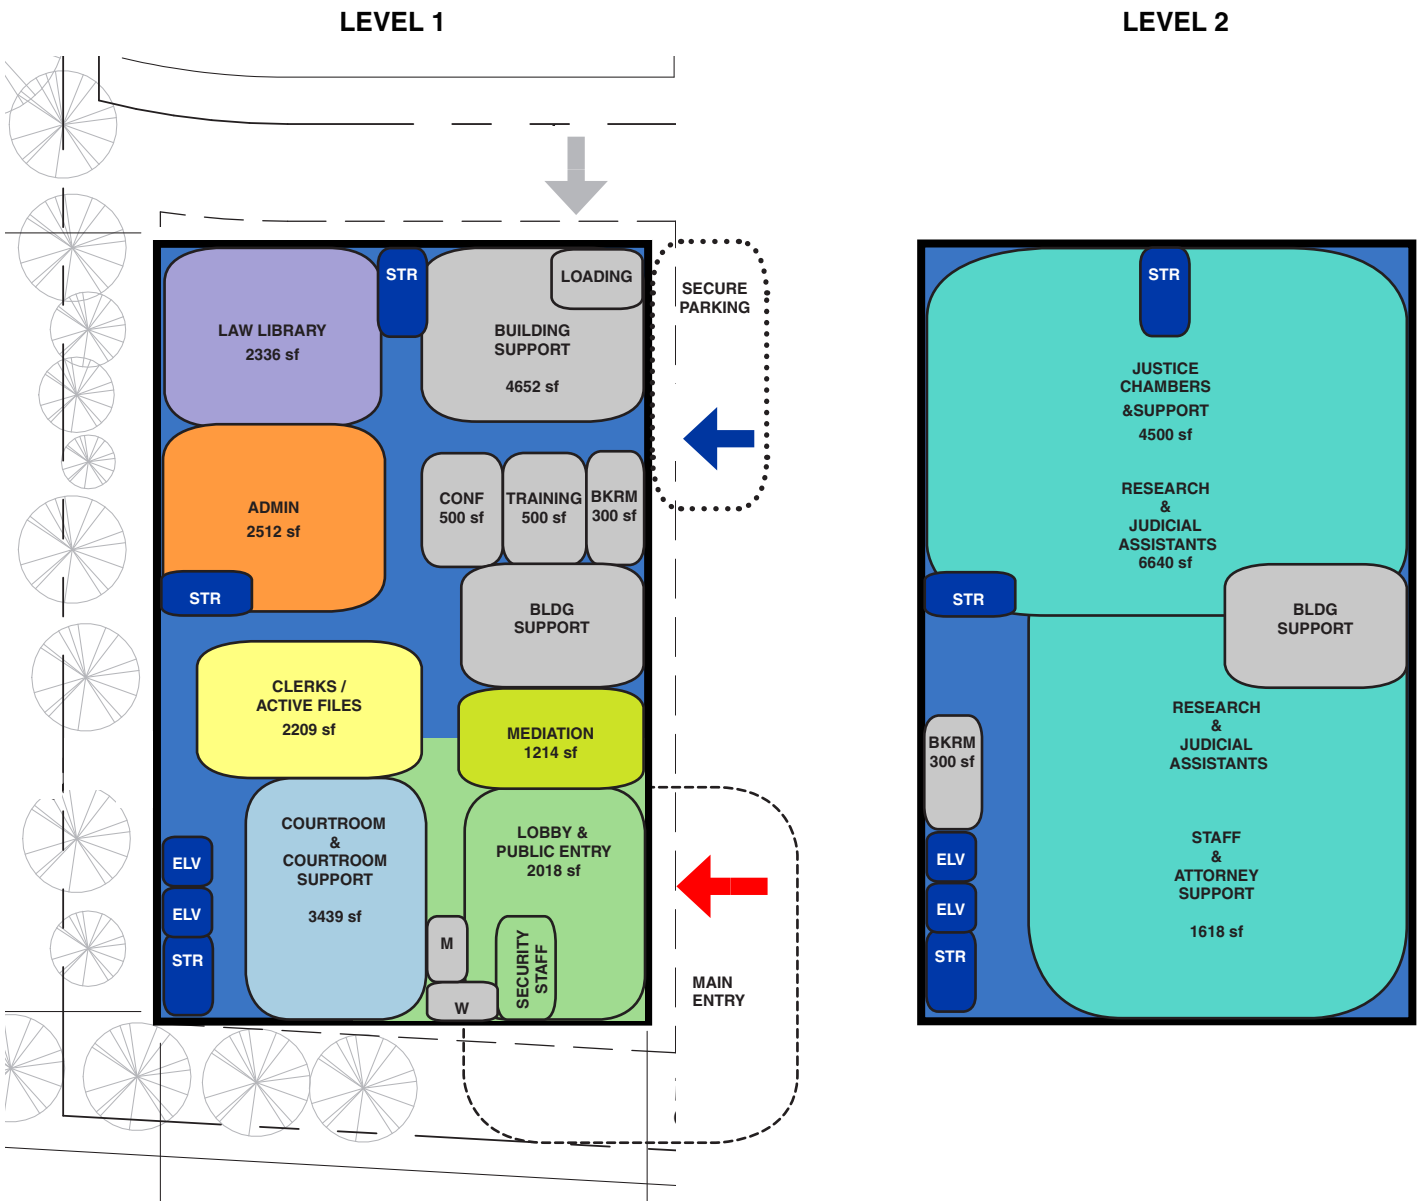 LEVEL 1
LEVEL 2
STR
LOADING
LAW LIBRARY
2336 sf
BUILDING
SUPPORT
4652 sf
SECURE
PARKING
ADMIN
2512 sf
CONF
500 sf
TRAINING
500 sf
BKRM
300 sf
STR
BLDG
SUPPORT
CLERKS /
ACTIVE FILES
2209 sf
MEDIATION
1214 sf
COURTROOM
&
COURTROOM
SUPPORT
3439 sf
LOBBY &
PUBLIC ENTRY
2018 sf
ELV
ELV
STR
M
W
SECURITY
STAFF
MAIN
ENTRY
STR
JUSTICE
CHAMBERS
&SUPPORT
4500 sf
RESEARCH
&
JUDICIAL
ASSISTANTS
6640 sf
STR
BLDG
SUPPORT
RESEARCH
&
JUDICIAL
ASSISTANTS
BKRM
300 sf
STAFF
&
ATTORNEY
SUPPORT
1618 sf
ELV
ELV
STR